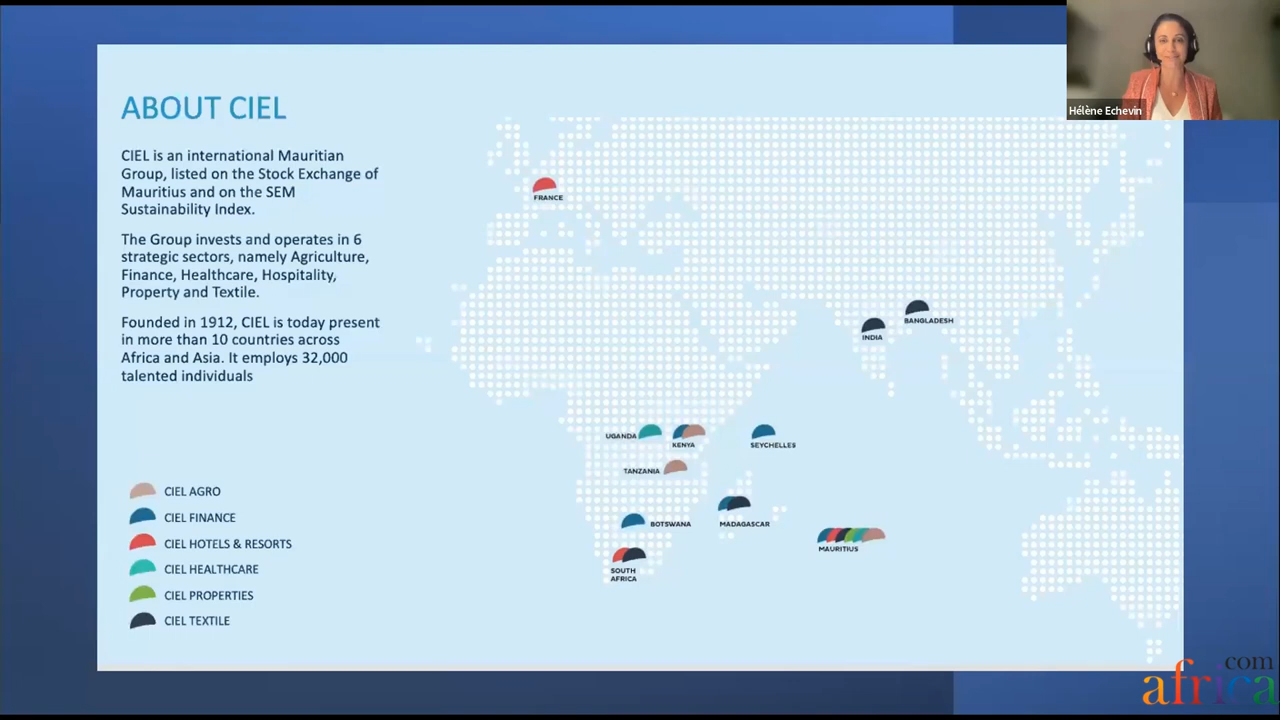 Hélène Echevin
ABOUT CIEL
CIEL is an international Mauritian
Group, listed on the Stock Exchange of
Mauritius and on the SEM
Sustainability Index.
The Group invests and operates in 6
strategic sectors, namely Agriculture,
Finance, Healthcare, Hospitality,
Property and Textile.
Founded in 1912, CIEL is today present
in more than 10 countries across
Africa and Asia. It employs 32,000
talented individuals
FRANCE
BANGLADESH
INDIA
UGANDA
KENYA
SEYCHELLES
TANZANIA
BOTSWANA
MADAGASCAR
MAURITIUS
SOUTH
AFRICA
CIEL AGRO
CIEL FINANCE
CIEL HOTELS & RESORTS
CIEL HEALTHCARE
CIEL PROPERTIES
CIEL TEXTILE
com
africa